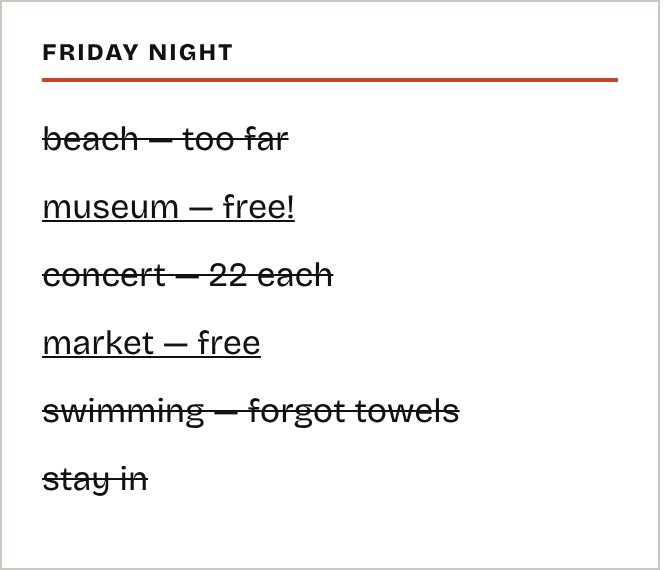 FRIDAY NIGHT
beach — too far
museum — free!
concert — 22 each
market — free
swimming — forgot towels
stay in